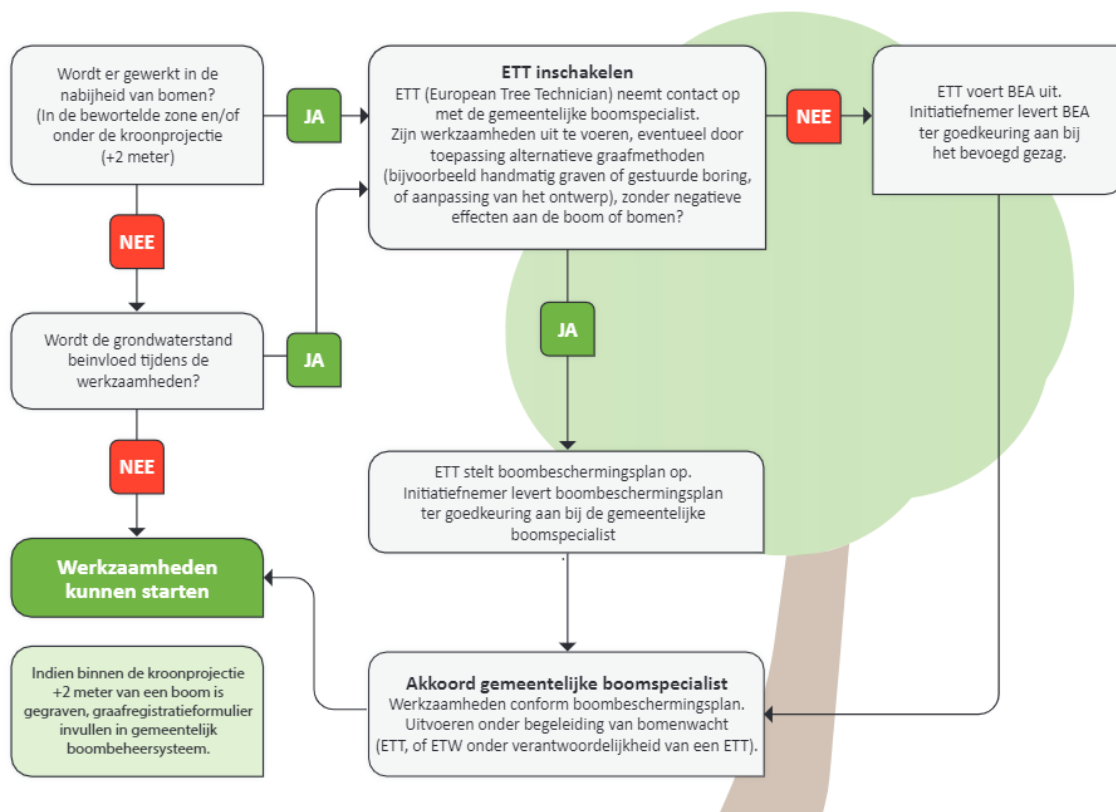 Wordt er gewerkt in de
nabijheid van bomen?
(In de bewortelde zone en/of
onder de kroonprojectie
(+2 meter)
JA
ETT inschakelen
ETT (European Tree Technician) neemt contact op
met de gemeentelijke boomspecialist.
Zijn werkzaamheden uit te voeren, eventueel door
toepassing alternatieve graafmethoden
(bijvoorbeeld handmatig graven of gestuurde boring,
of aanpassing van het ontwerp), zonder negatieve
effecten aan de boom of bomen?
NEE
ETT voert BEA uit.
Initiatiefnemer levert BEA
ter goedkeuring aan bij
het bevoegd gezag.
NEE
Wordt de grondwaterstand
beinvloed tijdens de
werkzaamheden?
JA
JA
NEE
ETT stelt boombeschermingsplan op.
Initiatiefnemer levert boombeschermingsplan
ter goedkeuring aan bij de gemeentelijke
boomspecialist
Werkzaamheden
kunnen starten
Indien binnen de kroonprojectie
+2 meter van een boom is
gegraven, graafregistratieformulier
invullen in gemeentelijk
boombeheersysteem.
Akkoord gemeentelijke boomspecialist
Werkzaamheden conform boombeschermingsplan.
Uitvoeren onder begeleiding van bomenwacht
(ETT, of ETW onder verantwoordelijkheid van een ETT).